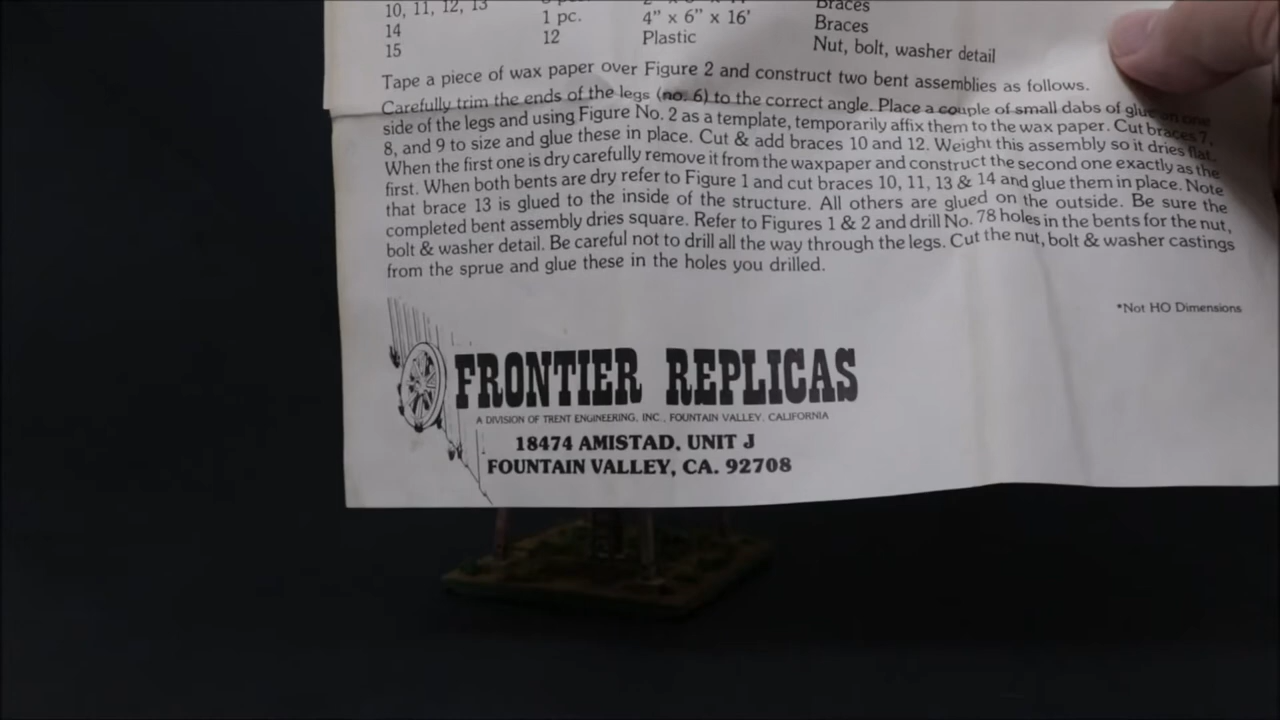 10, 11, 12, 13 Braces
14 1 pc. 4" x 6" x 16' Braces
15 12 Plastic Nut, bolt, washer detail
Tape a piece of wax paper over Figure 2 and construct two bent assemblies as follows.
Carefully trim the ends of the legs (no. 6) to the correct angle. Place a couple of small dabs of glue on one
side of the legs and using Figure No. 2 as a template, temporarily affix them to the wax paper. Cut braces 7,
8, and 9 to size and glue these in place. Cut & add braces 10 and 12. Weight this assembly so it dries flat.
When the first one is dry carefully remove it from the waxpaper and construct the second one exactly as the
first. When both bents are dry refer to Figure 1 and cut braces 10, 11, 13 & 14 and glue them in place. Note
that brace 13 is glued to the inside of the structure. All others are glued on the outside. Be sure the
completed bent assembly dries square. Refer to Figures 1 & 2 and drill No. 78 holes in the bents for the nut,
bolt & washer detail. Be careful not to drill all the way through the legs. Cut the nut, bolt & washer castings
from the sprue and glue these in the holes you drilled.
*Not HO Dimensions
FRONTIER REPLICAS
A DIVISION OF TRENT ENGINEERING, INC., FOUNTAIN VALLEY, CALIFORNIA
18474 AMISTAD, UNIT J
FOUNTAIN VALLEY, CA. 92708